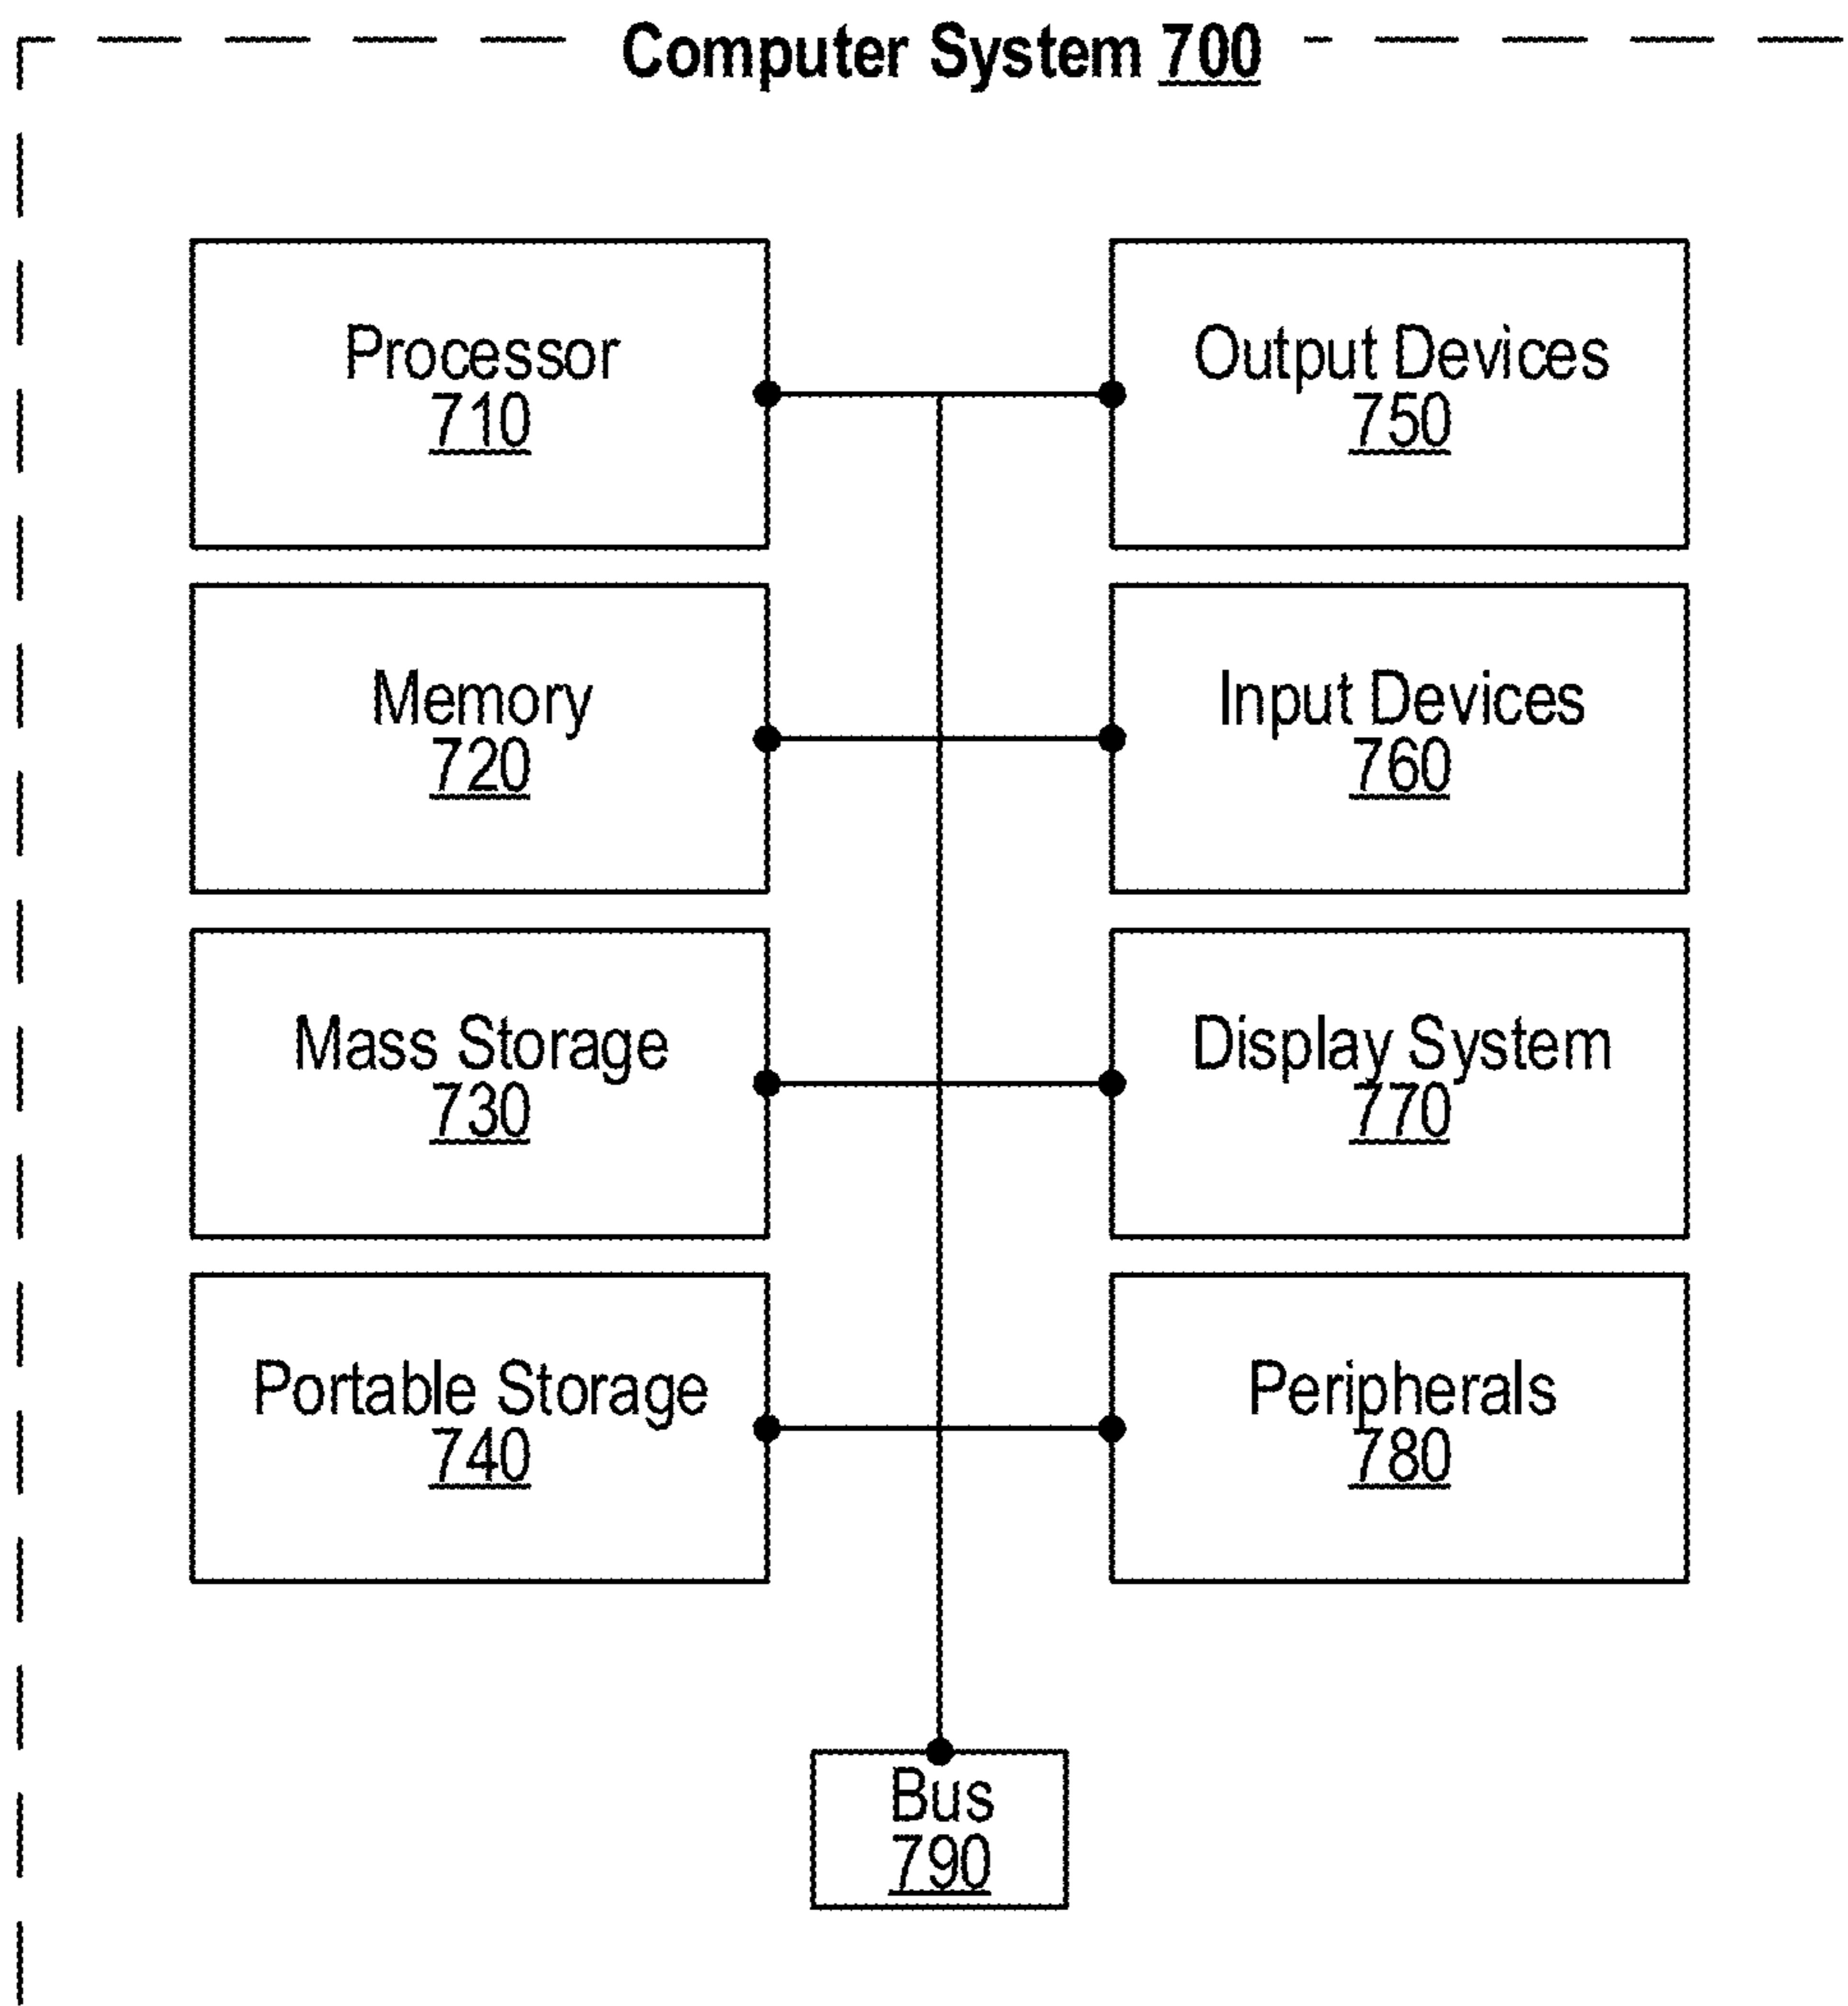 Computer System 700
Processor
710
Output Devices
750
Memory
720
Input Devices
760
Mass Storage
730
Display System
770
Portable Storage
740
Peripherals
780
Bus
790